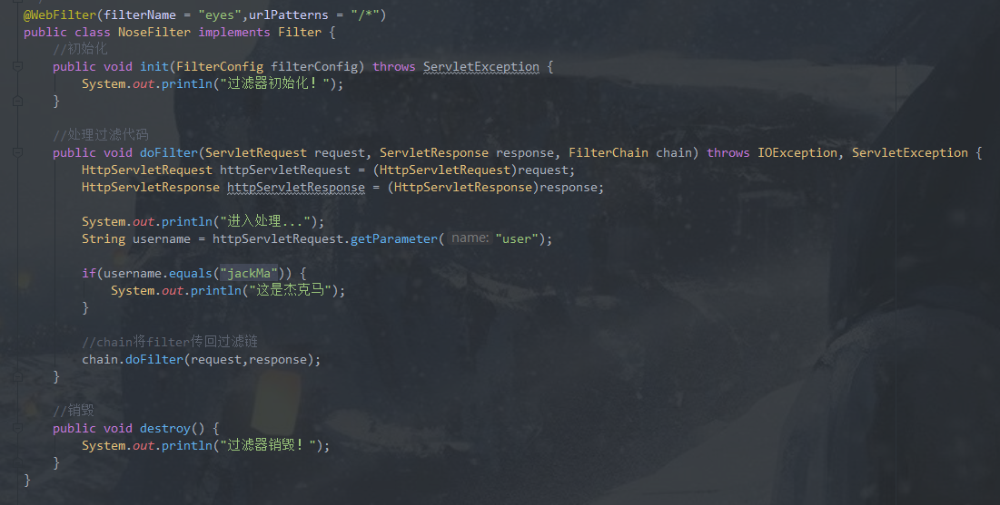 @WebFilter(filterName = "eyes",urlPatterns = "/*")
public class NoseFilter implements Filter {
//初始化
public void init(FilterConfig filterConfig) throws ServletException {
System.out.println("过滤器初始化!");
}
//处理过滤代码
public void doFilter(ServletRequest request, ServletResponse response, FilterChain chain) throws IOException, ServletException {
HttpServletRequest httpServletRequest = (HttpServletRequest)request;
HttpServletResponse httpServletResponse = (HttpServletResponse)response;
System.out.println("进入处理...");
String username = httpServletRequest.getParameter( name: "user");
if(username.equals("jackMa")) {
System.out.println("这是杰克马");
}
//chain将filter传回过滤链
chain.doFilter(request,response);
}
//销毁
public void destroy() {
System.out.println("过滤器销毁!");
}
}